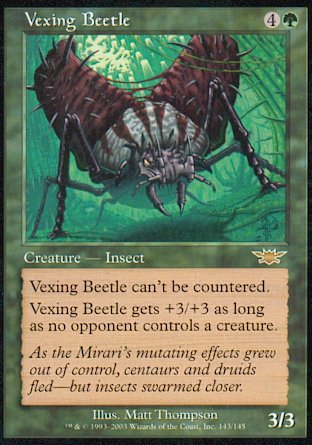 Vexing Beetle 4
Creature — Insect
Vexing Beetle can't be countered.
Vexing Beetle gets +3/+3 as long
as no opponent controls a creature.
As the Mirari's mutating effects grew
out of control, centaurs and druids
fled—but insects swarmed closer.
Illus. Matt Thompson
™ & © 1993–2003 Wizards of the Coast, Inc. 143/145
3/3